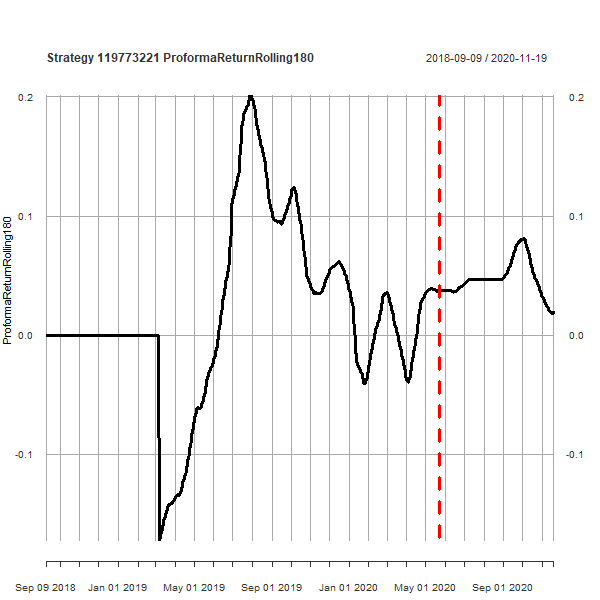 Strategy 119773221 ProformaReturnRolling180
2018-09-09 / 2020-11-19
ProformaReturnRolling180
0.2
0.1
0.0
-0.1
0.2
0.1
0.0
-0.1
Sep 09 2018
Jan 01 2019
May 01 2019
Sep 01 2019
Jan 01 2020
May 01 2020
Sep 01 2020